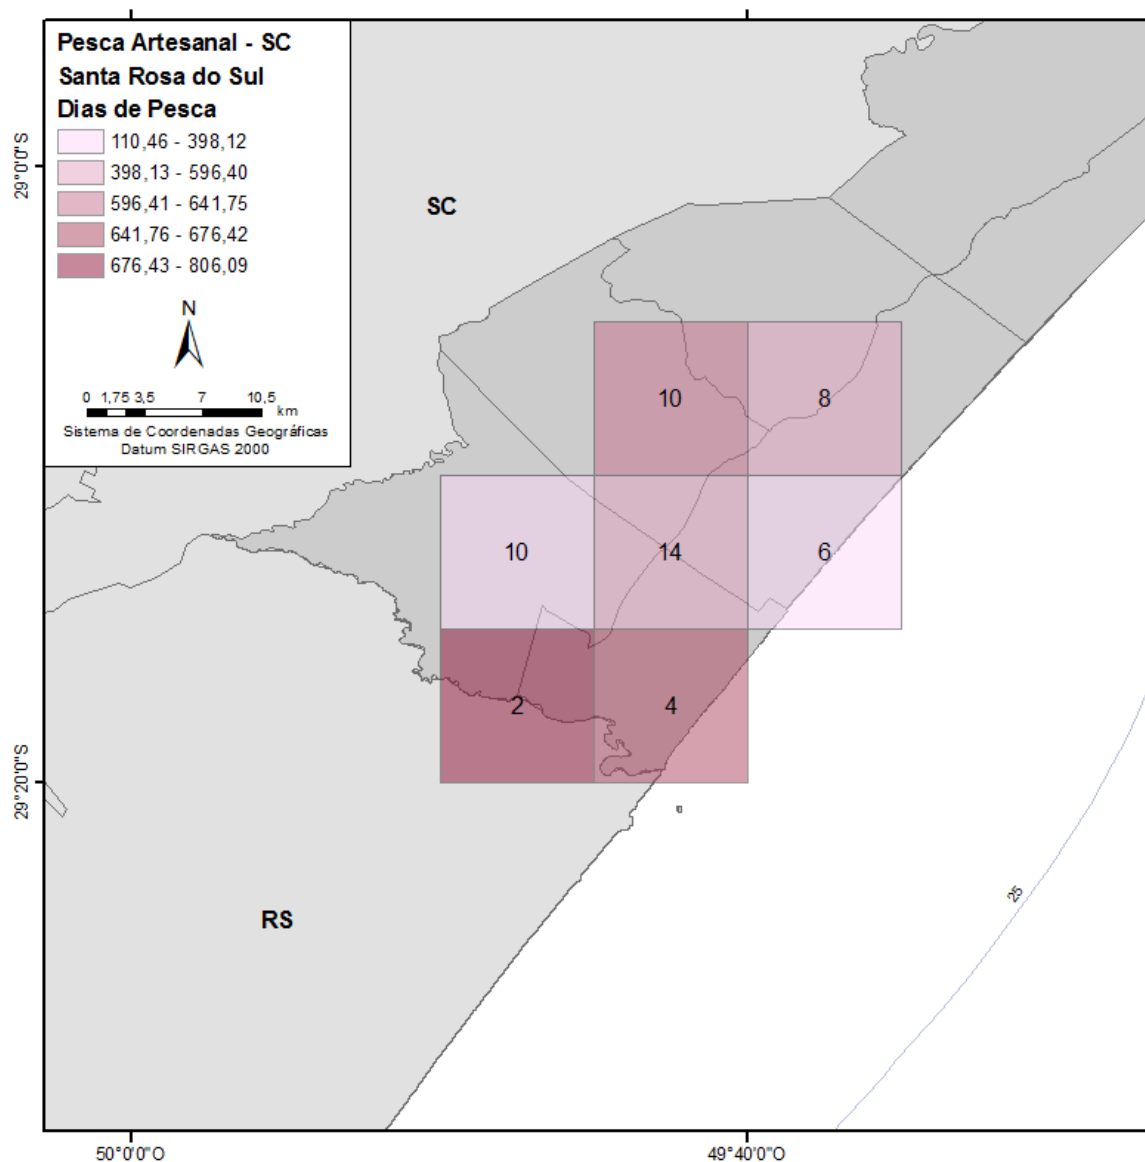 Pesca Artesanal - SC
Santa Rosa do Sul
Dias de Pesca
110,46 - 398,12
398,13 - 596,40
596,41 - 641,75
641,76 - 676,42
676,43 - 806,09
N
0 1,75 3,5 7 10,5
km
Sistema de Coordenadas Geográficas
Datum SIRGAS 2000
29°0'0"S
SC
10 8
10 14 6
2 4
29°20'0"S
25
RS
50°0'0"O 49°40'0"O